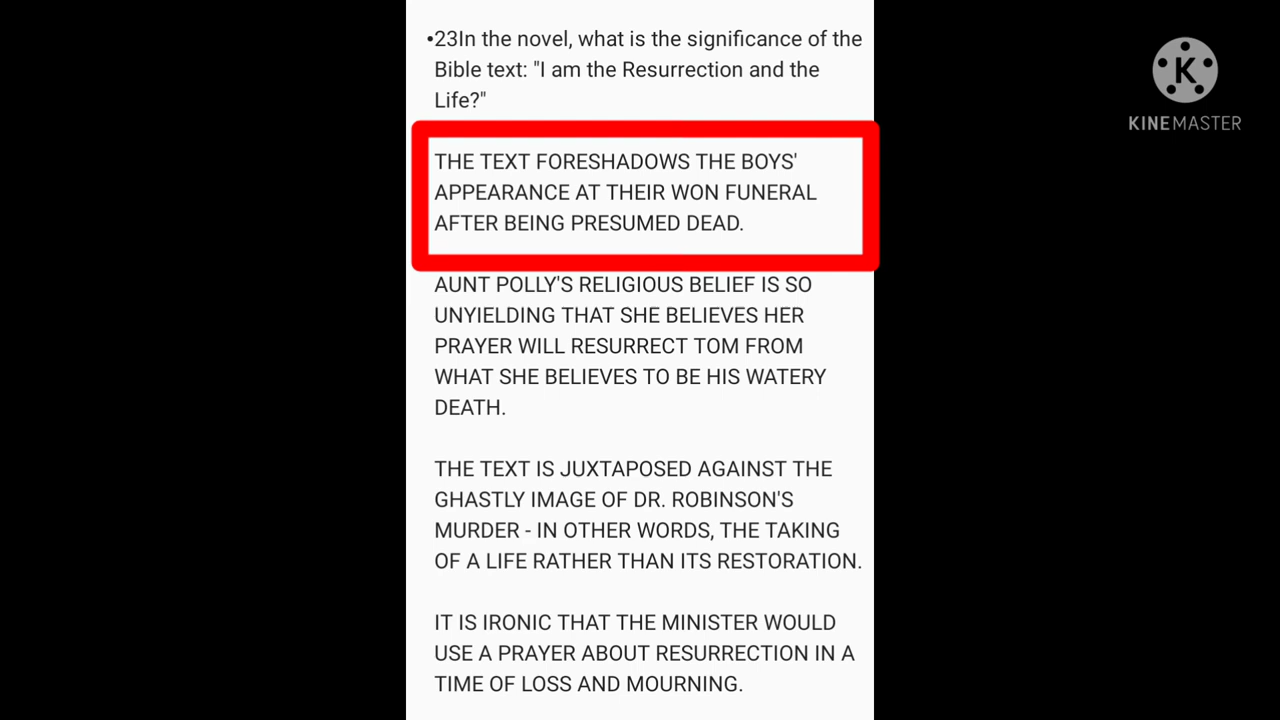 •23In the novel, what is the significance of the
Bible text: "I am the Resurrection and the
Life?"
THE TEXT FORESHADOWS THE BOYS'
APPEARANCE AT THEIR WON FUNERAL
AFTER BEING PRESUMED DEAD.
AUNT POLLY'S RELIGIOUS BELIEF IS SO
UNYIELDING THAT SHE BELIEVES HER
PRAYER WILL RESURRECT TOM FROM
WHAT SHE BELIEVES TO BE HIS WATERY
DEATH.
THE TEXT IS JUXTAPOSED AGAINST THE
GHASTLY IMAGE OF DR. ROBINSON'S
MURDER - IN OTHER WORDS, THE TAKING
OF A LIFE RATHER THAN ITS RESTORATION.
IT IS IRONIC THAT THE MINISTER WOULD
USE A PRAYER ABOUT RESURRECTION IN A
TIME OF LOSS AND MOURNING.
K
KINEMASTER